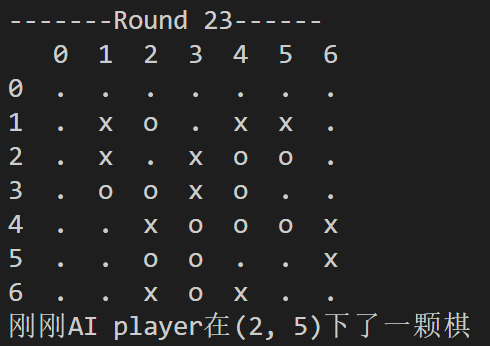 -------Round 23------
   0  1  2  3  4  5  6
0  .  .  .  .  .  .  .
1  .  x  o  .  x  x  .
2  .  x  .  x  o  o  .
3  .  o  o  x  o  .  .
4  .  .  x  o  o  o  x
5  .  .  o  o  .  .  x
6  .  .  x  o  x  .  .
刚刚AI player在(2, 5)下了一颗棋